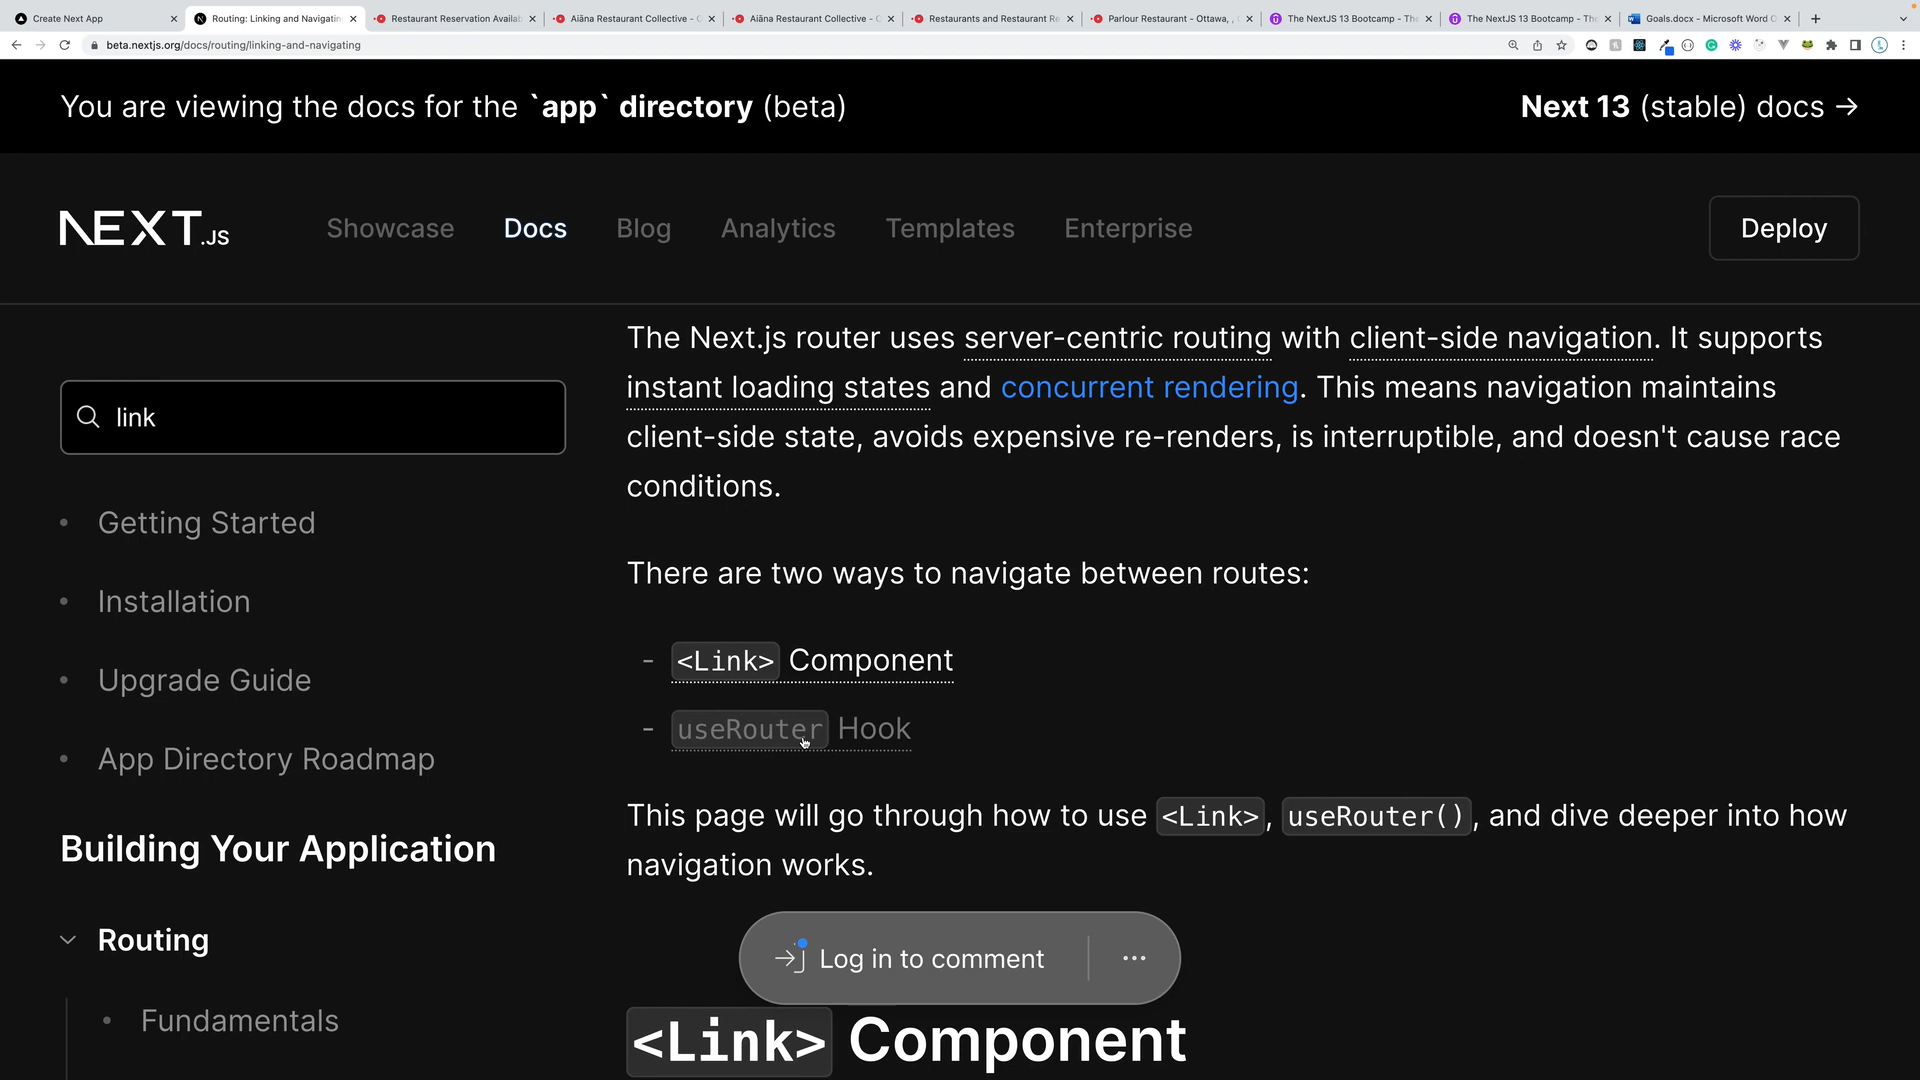 Create Next App
Routing: Linking and Navigatin
Restaurant Reservation Availab
Aiāna Restaurant Collective - C
Aiāna Restaurant Collective - C
Restaurants and Restaurant Re
Parlour Restaurant - Ottawa, ,
The NextJS 13 Bootcamp - The
The NextJS 13 Bootcamp - The
Goals.docx - Microsoft Word O
beta.nextjs.org/docs/routing/linking-and-navigating
You are viewing the docs for the `app` directory (beta)
Next 13 (stable) docs →
NEXT.JS
Showcase
Docs
Blog
Analytics
Templates
Enterprise
Deploy
link
Getting Started
Installation
Upgrade Guide
App Directory Roadmap
Building Your Application
Routing
Fundamentals
The Next.js router uses server-centric routing with client-side navigation. It supports
instant loading states and concurrent rendering. This means navigation maintains
client-side state, avoids expensive re-renders, is interruptible, and doesn't cause race
conditions.
There are two ways to navigate between routes:
- <Link> Component
- useRouter Hook
This page will go through how to use <Link>, useRouter(), and dive deeper into how
navigation works.
Log in to comment
<Link> Component